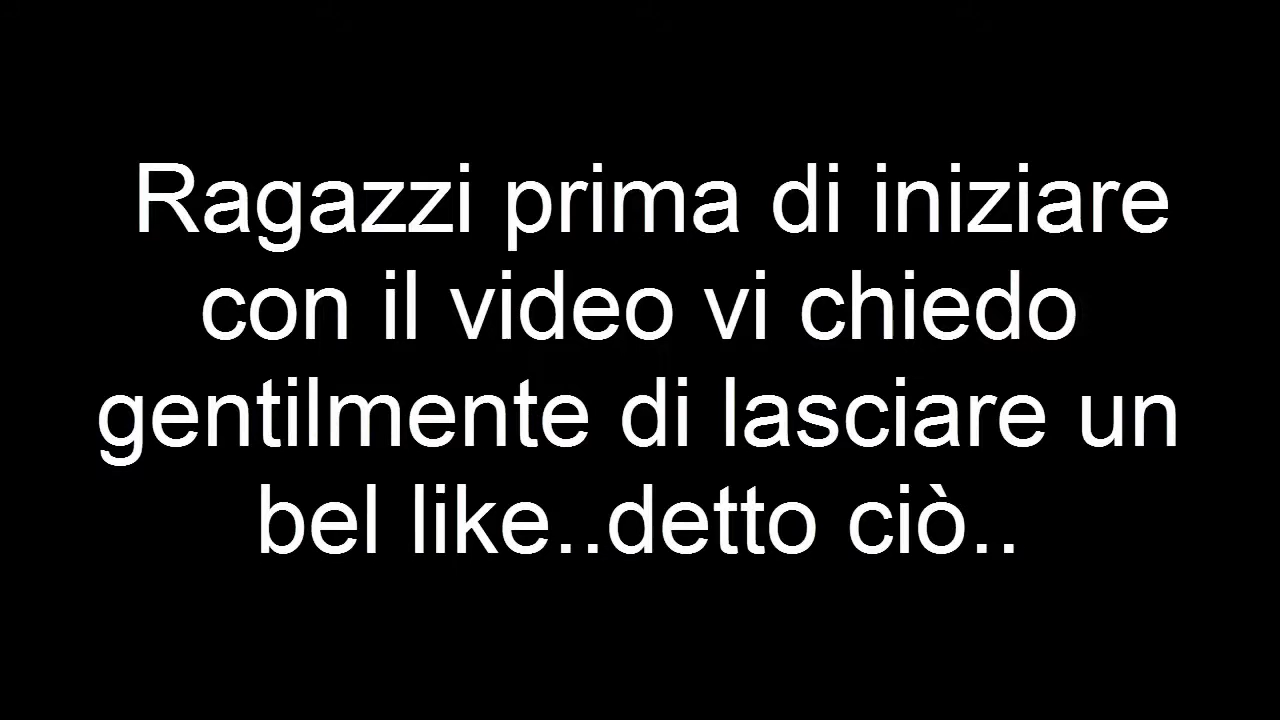 Ragazzi prima di iniziare
con il video vi chiedo
gentilmente di lasciare un
bel like..detto ciò..